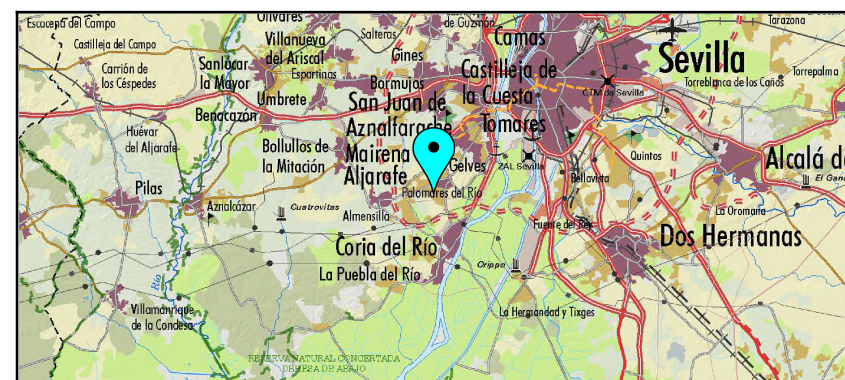 Escacena del Campo
Olivares
Salteras
de Guzmán
Camas
Tarazona
Castilleja del Campo
Villanueva
del Ariscal
Gines
Sevilla
Carrión de
los Céspedes
Sanlúcar
la Mayor
Espartinas
Bormujos
Castilleja de
la Cuesta
CTM de Sevilla
Torreblanca de los Caños
Torrepalma
Umbrete
San Juan de
Aznalfarache
Benacazón
Tomares
Huévar
del Aljarafe
Bollullos de
la Mitación
Mairena
Aljarafe
Gelves
ZAL Sevilla
Quintos
Alcalá d
Pilas
Palomares del Río
Bellavista
El Gan
Aznalcázar
Cuatrovitas
Almensilla
La Oromana
Fuente del Rey
Coria del Río
Dos Hermanas
La Puebla del Río
Orippo
Río
Villamanrique
de la Condesa
La Hermandad y Tixges
RESERVA NATURAL CONCERTADA
DEHESA DE ABAJO